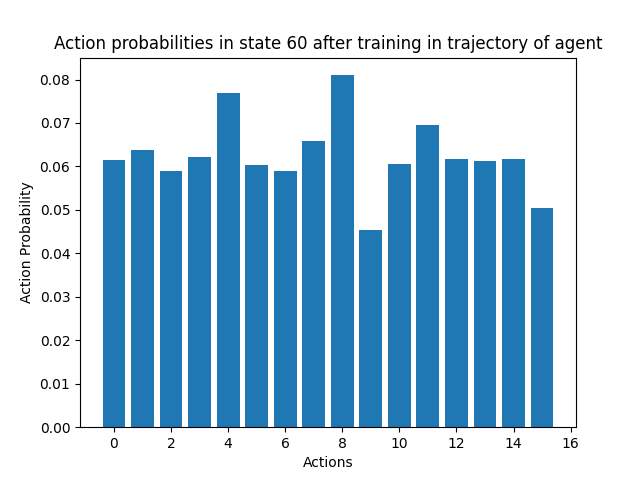 Action probabilities in state 60 after training in trajectory of agent
0.08
0.07
0.06
0.05
0.04
0.03
0.02
0.01
0.00
Action Probability
0 2 4 6 8 10 12 14 16
Actions